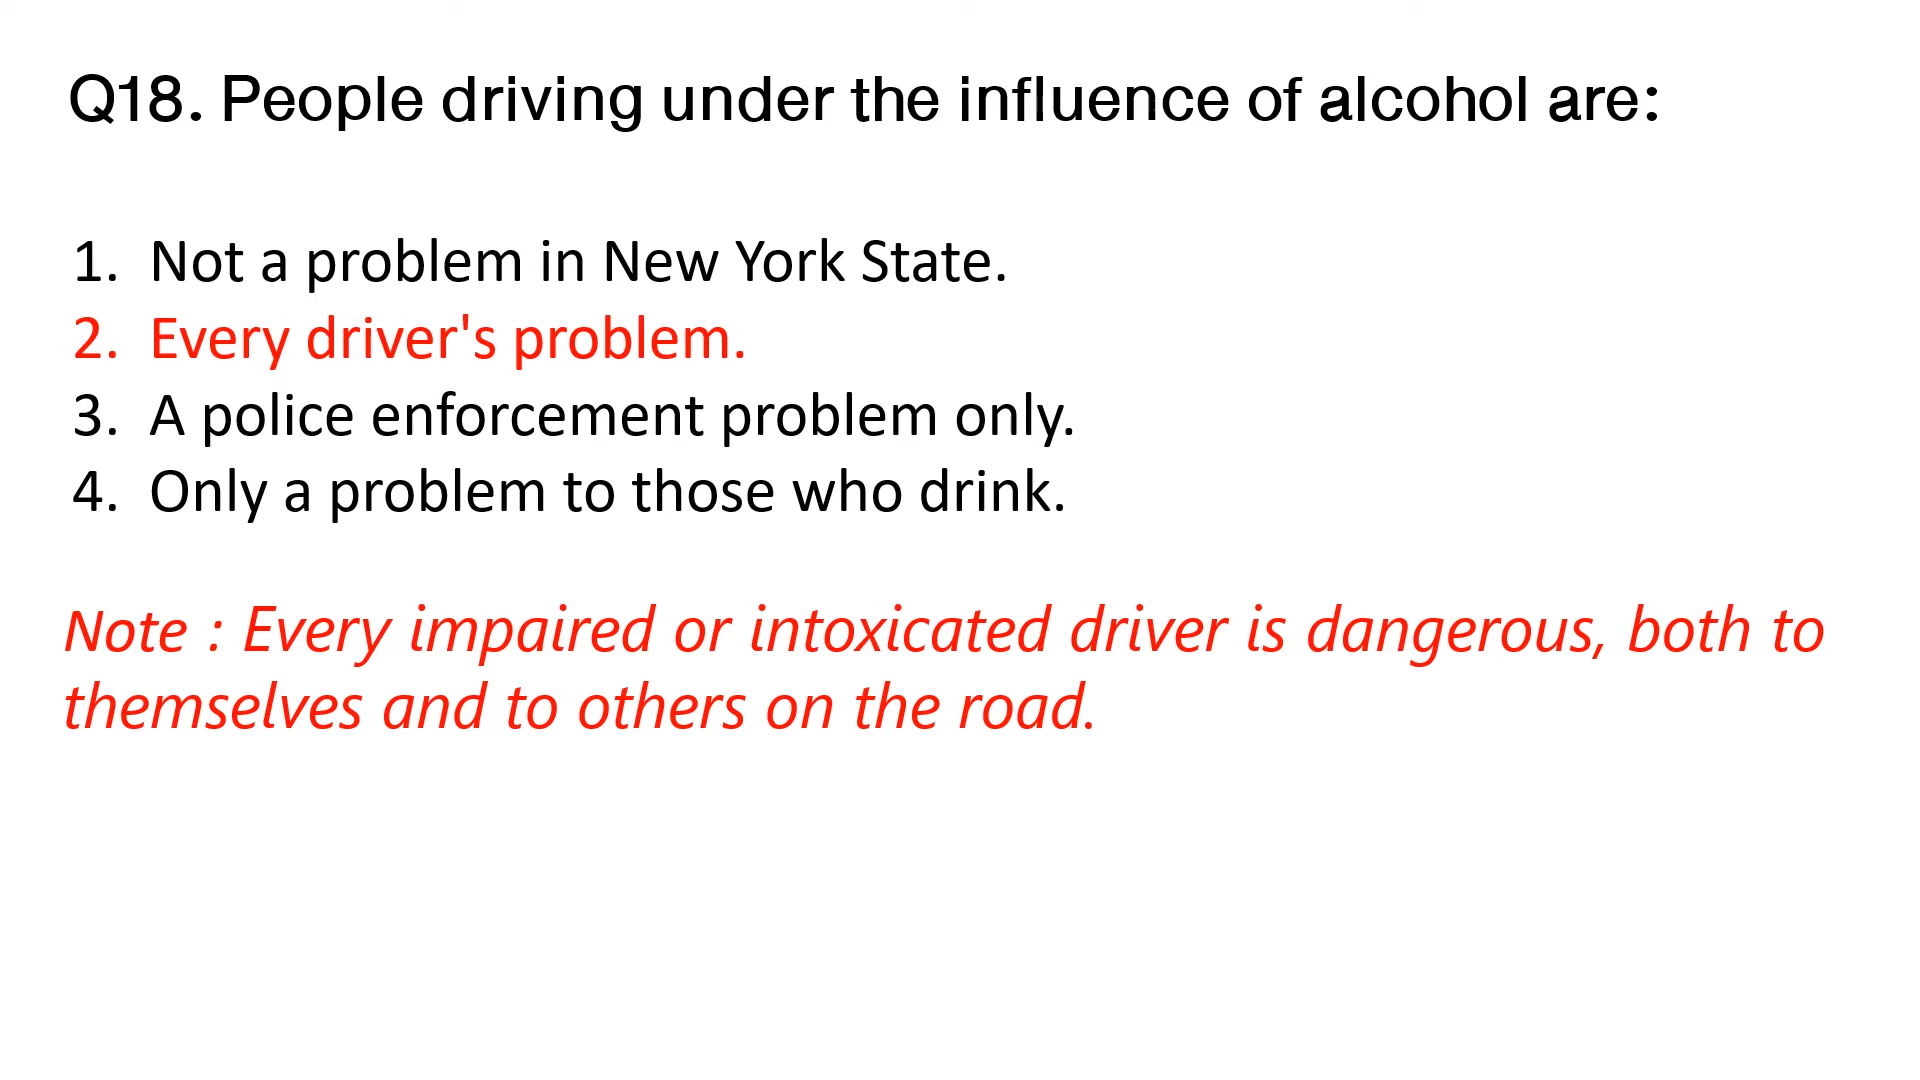 Q18. People driving under the influence of alcohol are:
1. Not a problem in New York State.
2. Every driver's problem.
3. A police enforcement problem only.
4. Only a problem to those who drink.
Note : Every impaired or intoxicated driver is dangerous, both to
themselves and to others on the road.